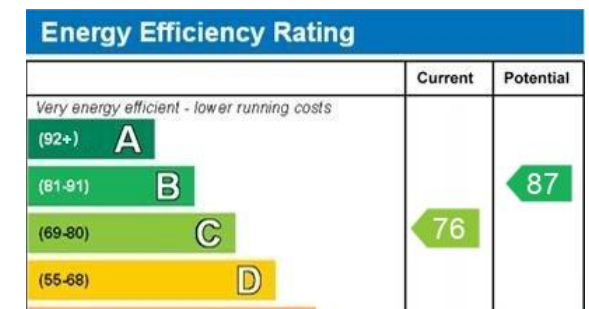 Energy Efficiency Rating
Current Potential
Very energy efficient - lower running costs
(92+) A
(81-91) B 87
(69-80) C 76
(55-68) D